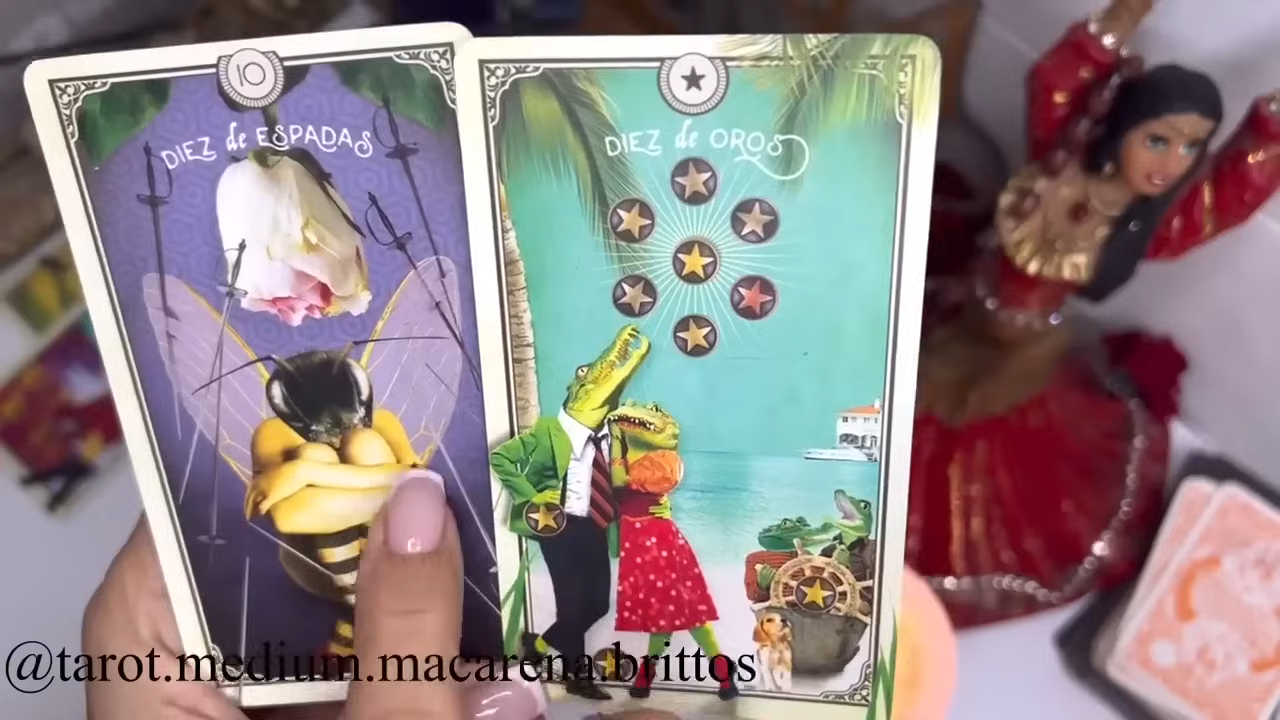 10
DIEZ de ESPADAS
DIEZ de OROS
@tarot.medium.macarena.brittos